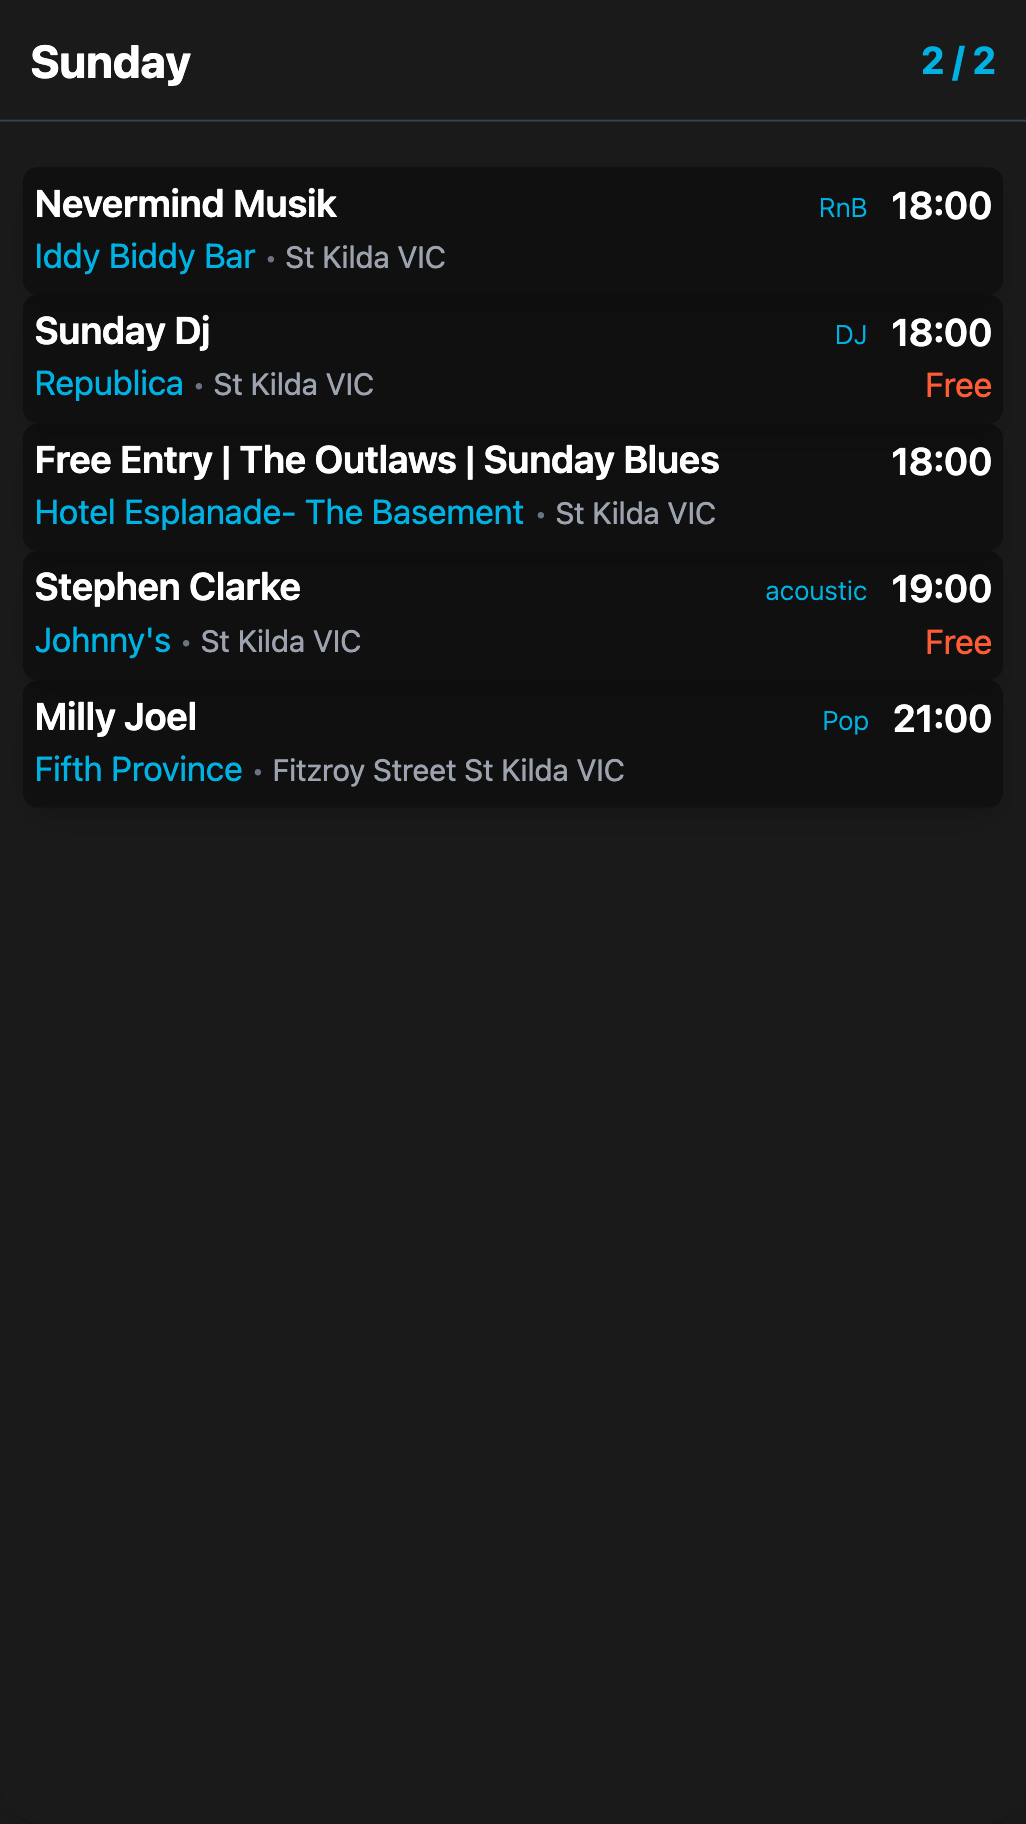 Sunday 2 / 2
Nevermind Musik RnB 18:00
Iddy Biddy Bar • St Kilda VIC
Sunday Dj DJ 18:00
Republica • St Kilda VIC Free
Free Entry | The Outlaws | Sunday Blues 18:00
Hotel Esplanade- The Basement • St Kilda VIC
Stephen Clarke acoustic 19:00
Johnny's • St Kilda VIC Free
Milly Joel Pop 21:00
Fifth Province • Fitzroy Street St Kilda VIC